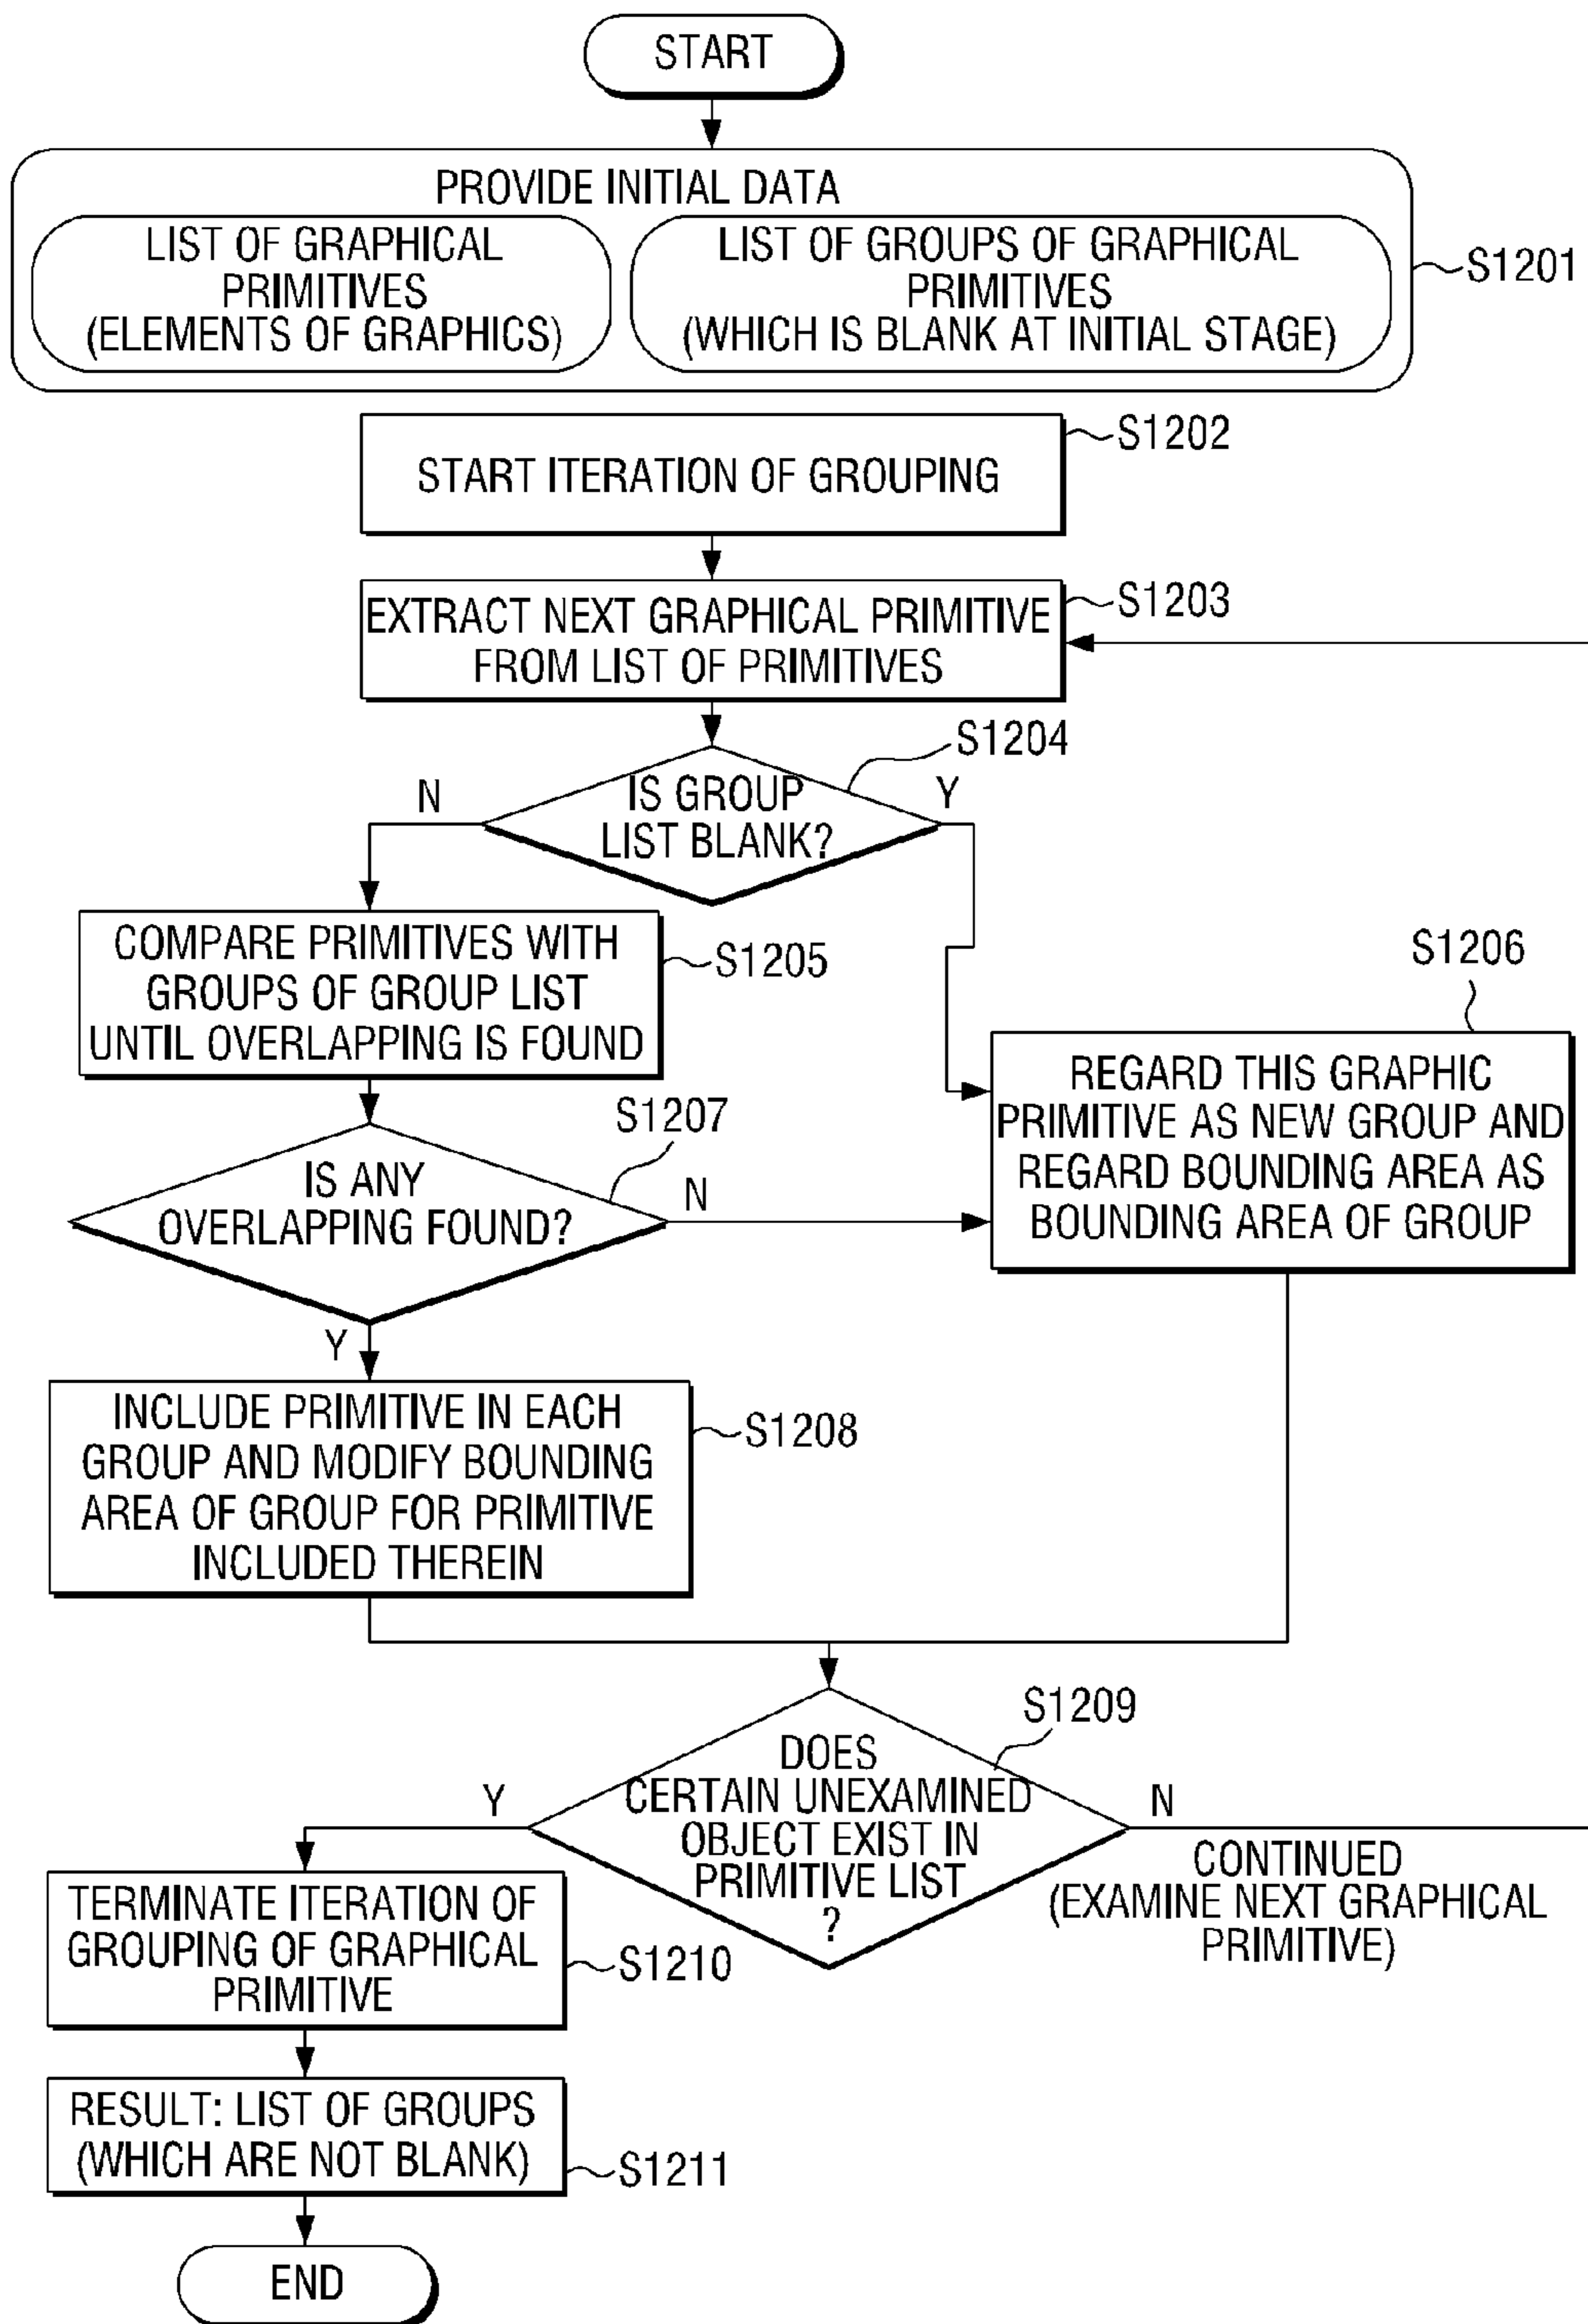 START
PROVIDE INITIAL DATA
LIST OF GRAPHICAL
PRIMITIVES
(ELEMENTS OF GRAPHICS)
LIST OF GROUPS OF GRAPHICAL
PRIMITIVES
(WHICH IS BLANK AT INITIAL STAGE)
S1201
S1202
START ITERATION OF GROUPING
S1203
EXTRACT NEXT GRAPHICAL PRIMITIVE
FROM LIST OF PRIMITIVES
S1204
N
IS GROUP
LIST BLANK?
Y
COMPARE PRIMITIVES WITH
GROUPS OF GROUP LIST
UNTIL OVERLAPPING IS FOUND
S1205
S1206
REGARD THIS GRAPHIC
PRIMITIVE AS NEW GROUP AND
REGARD BOUNDING AREA AS
BOUNDING AREA OF GROUP
S1207
IS ANY
OVERLAPPING FOUND?
N
Y
INCLUDE PRIMITIVE IN EACH
GROUP AND MODIFY BOUNDING
AREA OF GROUP FOR PRIMITIVE
INCLUDED THEREIN
S1208
S1209
DOES
CERTAIN UNEXAMINED
OBJECT EXIST IN
PRIMITIVE LIST
?
Y
N
CONTINUED
(EXAMINE NEXT GRAPHICAL
PRIMITIVE)
TERMINATE ITERATION OF
GROUPING OF GRAPHICAL
PRIMITIVE
S1210
RESULT: LIST OF GROUPS
(WHICH ARE NOT BLANK)
S1211
END